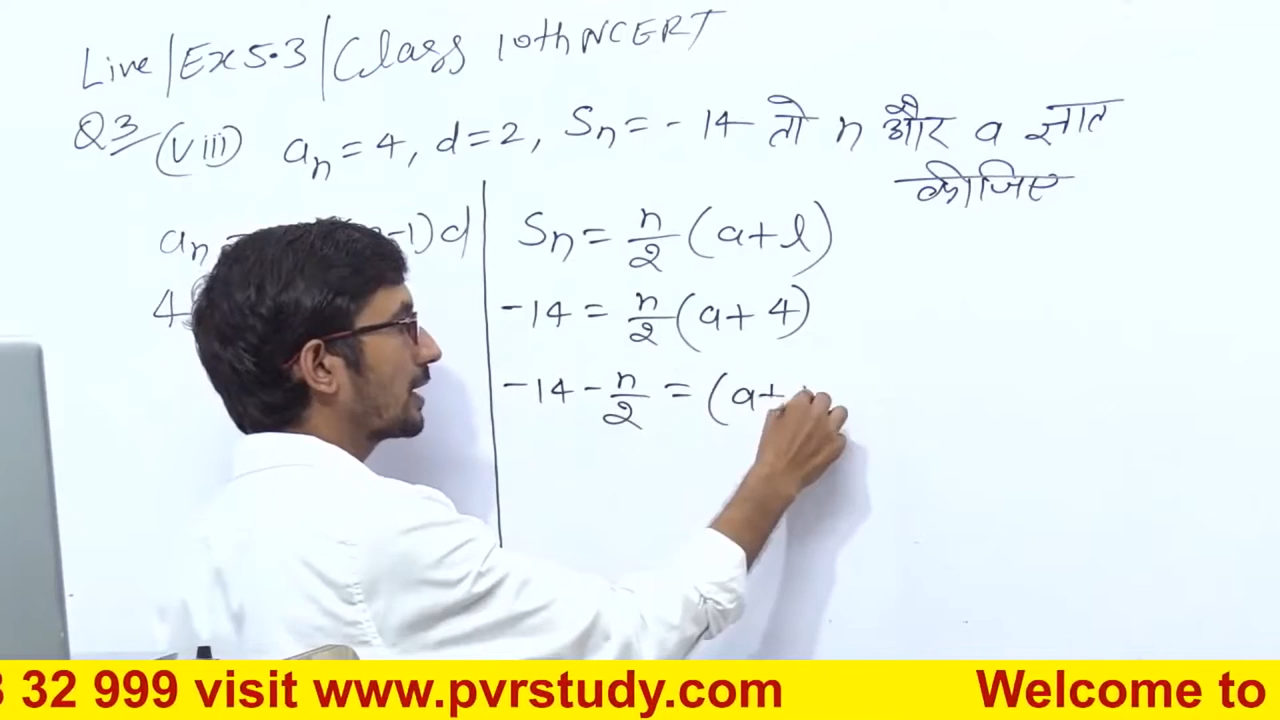 Live/Ex 5.3/Class 10th NCERT
Q3 (viii) an = 4, d = 2, Sn = -14 तो n और a ज्ञात
कीजिए
an = -1)d
Sn = n/2 (a+l)
4
-14 = n/2 (a+4)
-14 - n/2 = (a+
32 999 visit www.pvrstudy.com Welcome to